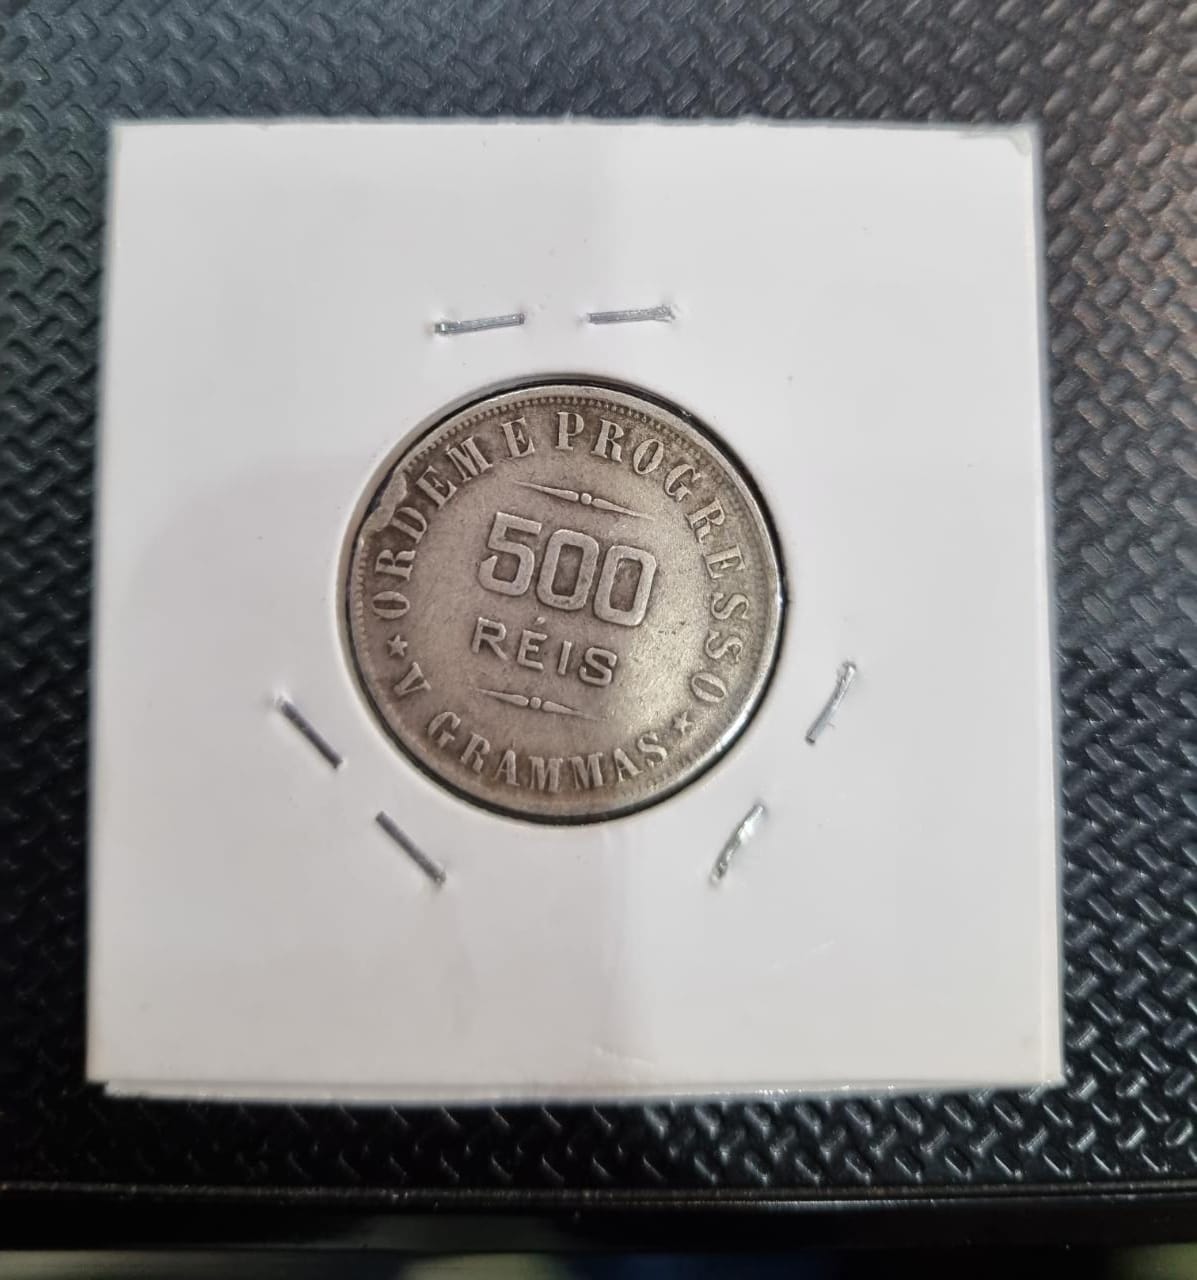 ★ ORDEM E PROGRESSO ★
500
RÉIS
V GRAMMAS